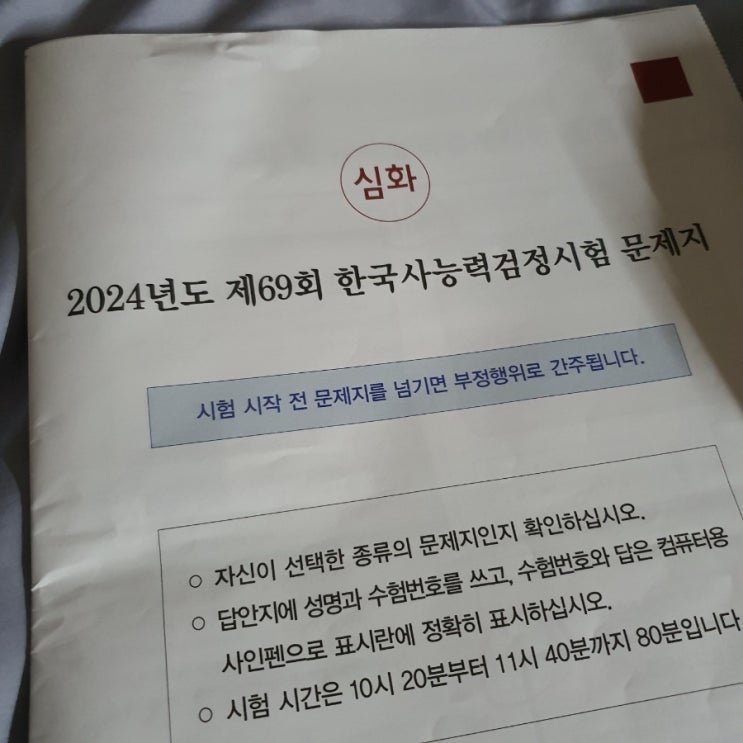 심화
2024년도 제69회 한국사능력검정시험 문제지
시험 시작 전 문제지를 넘기면 부정행위로 간주됩니다.
○ 자신이 선택한 종류의 문제지인지 확인하십시오.
○ 답안지에 성명과 수험번호를 쓰고, 수험번호와 답은 컴퓨터용
사인펜으로 표시란에 정확히 표시하십시오.
○ 시험 시간은 10시 20분부터 11시 40분까지 80분입니다